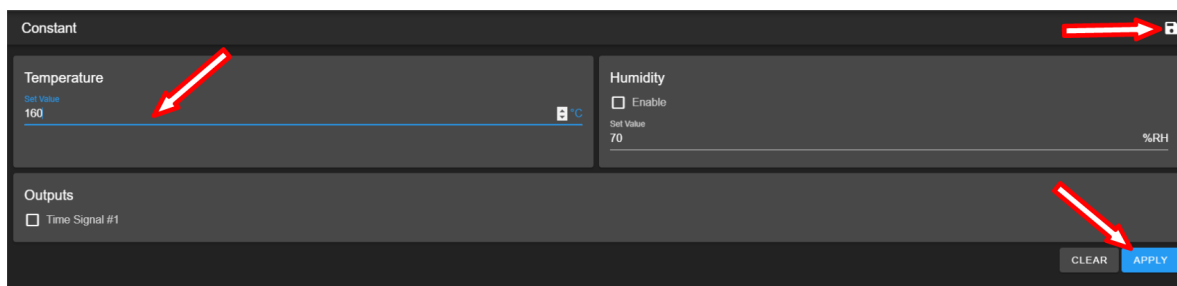 Constant
Temperature
Set Value
160
°C
Humidity
Enable
Set Value
70
%RH
Outputs
Time Signal #1
CLEAR
APPLY